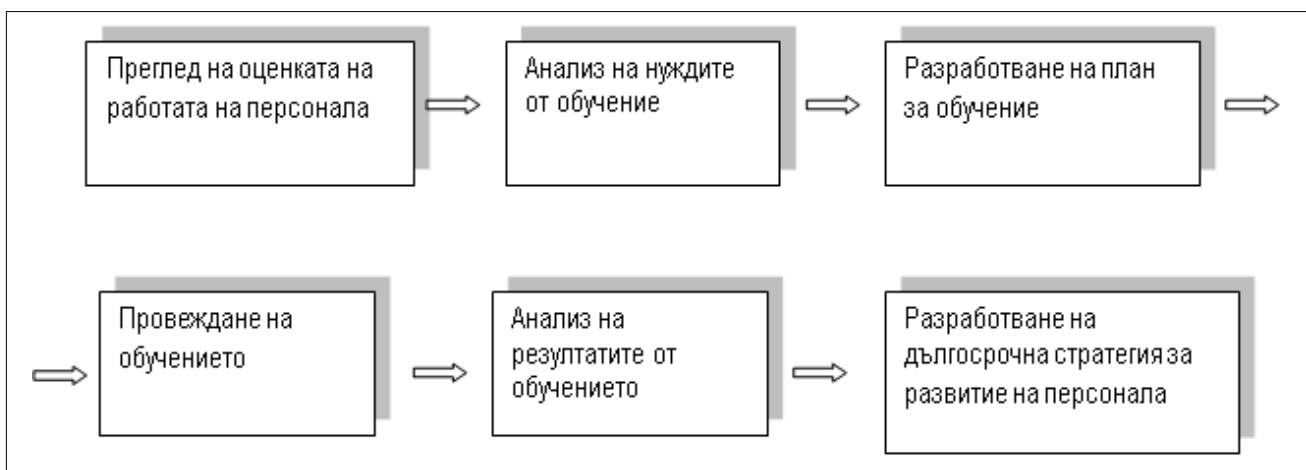 Преглед на оценката на
работата на персонала
Анализ на нуждите
от обучение
Разработване на план
за обучение
Провеждане на
обучението
Анализ на
резултатите от
обучението
Разработване на
дългосрочна стратегия за
развитие на персонала